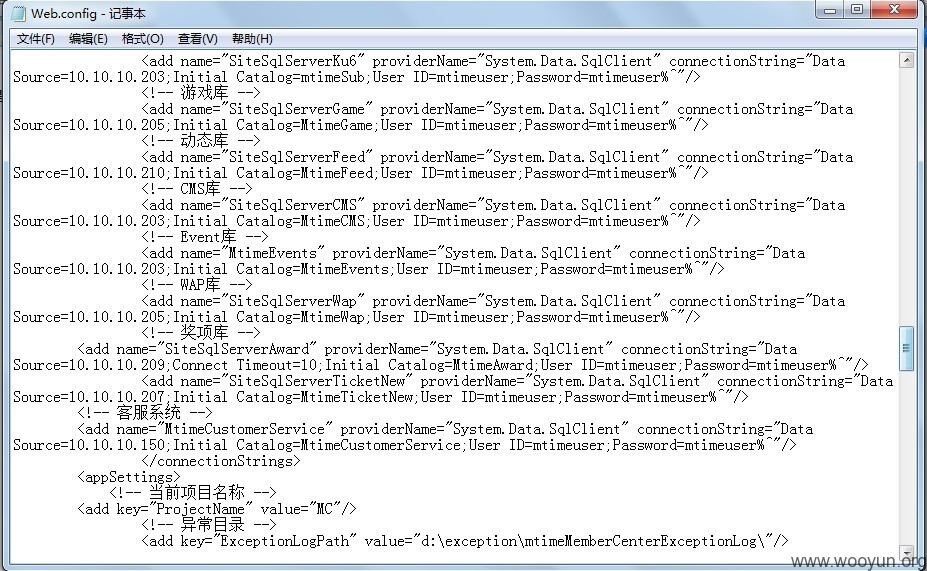 Web.config - 记事本
文件(F) 编辑(E) 格式(O) 查看(V) 帮助(H)
<add name="SiteSqlServerKu6" providerName="System.Data.SqlClient" connectionString="Data
Source=10.10.10.203;Initial Catalog=mtimeSub;User ID=mtimeuser;Password=mtimeuser%^"/>
<!-- 游戏库 -->
<add name="SiteSqlServerGame" providerName="System.Data.SqlClient" connectionString="Data
Source=10.10.10.205;Initial Catalog=MtimeGame;User ID=mtimeuser;Password=mtimeuser%^"/>
<!-- 动态库 -->
<add name="SiteSqlServerFeed" providerName="System.Data.SqlClient" connectionString="Data
Source=10.10.10.210;Initial Catalog=MtimeFeed;User ID=mtimeuser;Password=mtimeuser%^"/>
<!-- CMS库 -->
<add name="SiteSqlServerCMS" providerName="System.Data.SqlClient" connectionString="Data
Source=10.10.10.203;Initial Catalog=MtimeCMS;User ID=mtimeuser;Password=mtimeuser%^"/>
<!-- Event库 -->
<add name="MtimeEvents" providerName="System.Data.SqlClient" connectionString="Data
Source=10.10.10.203;Initial Catalog=MtimeEvents;User ID=mtimeuser;Password=mtimeuser%^"/>
<!-- WAP库 -->
<add name="SiteSqlServerWap" providerName="System.Data.SqlClient" connectionString="Data
Source=10.10.10.205;Initial Catalog=MtimeWap;User ID=mtimeuser;Password=mtimeuser%^"/>
<!-- 奖项库 -->
<add name="SiteSqlServerAward" providerName="System.Data.SqlClient" connectionString="Data
Source=10.10.10.209;Connect Timeout=10;Initial Catalog=MtimeAward;User ID=mtimeuser;Password=mtimeuser%^"/>
<add name="SiteSqlServerTicketNew" providerName="System.Data.SqlClient" connectionString="Data
Source=10.10.10.207;Initial Catalog=MtimeTicketNew;User ID=mtimeuser;Password=mtimeuser%^"/>
<!-- 客服系统 -->
<add name="MtimeCustomerService" providerName="System.Data.SqlClient" connectionString="Data
Source=10.10.10.150;Initial Catalog=MtimeCustomerService;User ID=mtimeuser;Password=mtimeuser%^"/>
</connectionStrings>
<appSettings>
<!-- 当前项目名称 -->
<add key="ProjectName" value="MC"/>
<!-- 异常目录 -->
<add key="ExceptionLogPath" value="d:\exception\mtimeMemberCenterExceptionLog\"/>
www.wooyun.org